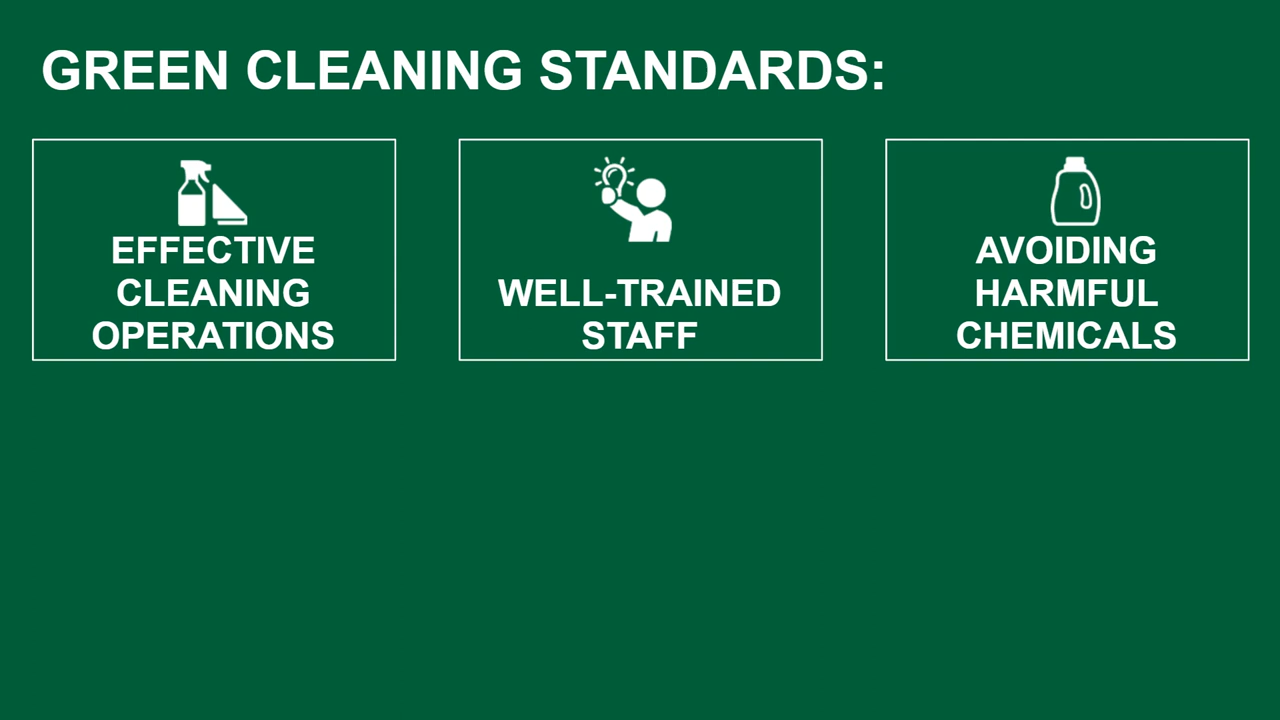 GREEN CLEANING STANDARDS:
EFFECTIVE
CLEANING
OPERATIONS
WELL-TRAINED
STAFF
AVOIDING
HARMFUL
CHEMICALS